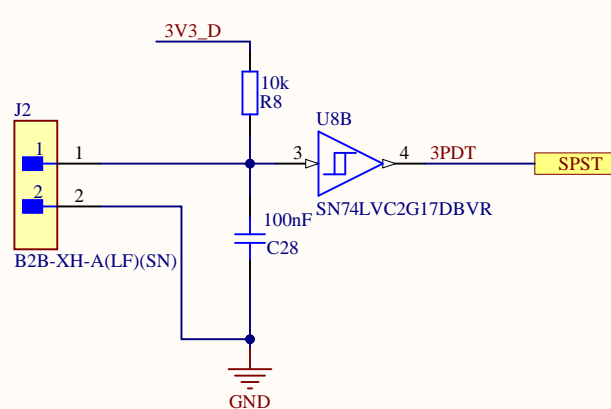 3V3_D
10k
R8
J2
U8B
1
1
3
4
3PDT
SPST
2
2
SN74LVC2G17DBVR
100nF
C28
B2B-XH-A(LF)(SN)
GND